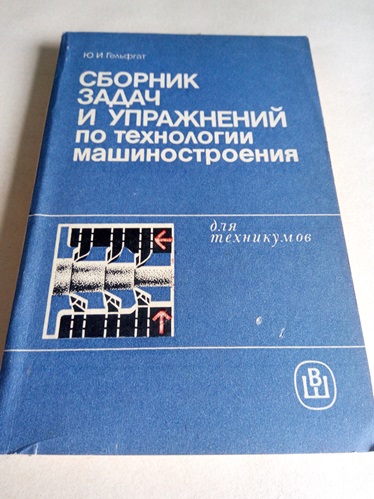 Ю. И. Гельфгат
СБОРНИК
ЗАДАЧ
И УПРАЖНЕНИЙ
по технологии
машиностроения
для
техникумов
ВШ